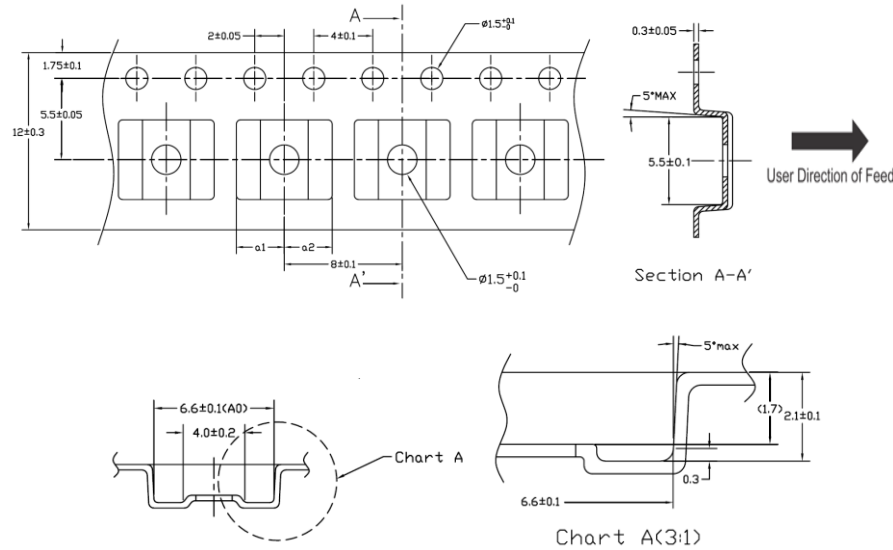 A
2±0.05
4±0.1
Ø1.5+0.1 -0
0.3±0.05
1.75±0.1
5.5±0.05
12±0.3
5°MAX
5.5±0.1
User Direction of Feed
a1
a2
8±0.1
A'
Ø1.5+0.1 -0
Section A-A'
5°max
6.6±0.1(A0)
4.0±0.2
Chart A
(1.7)
2.1±0.1
0.3
6.6±0.1
Chart A(3:1)